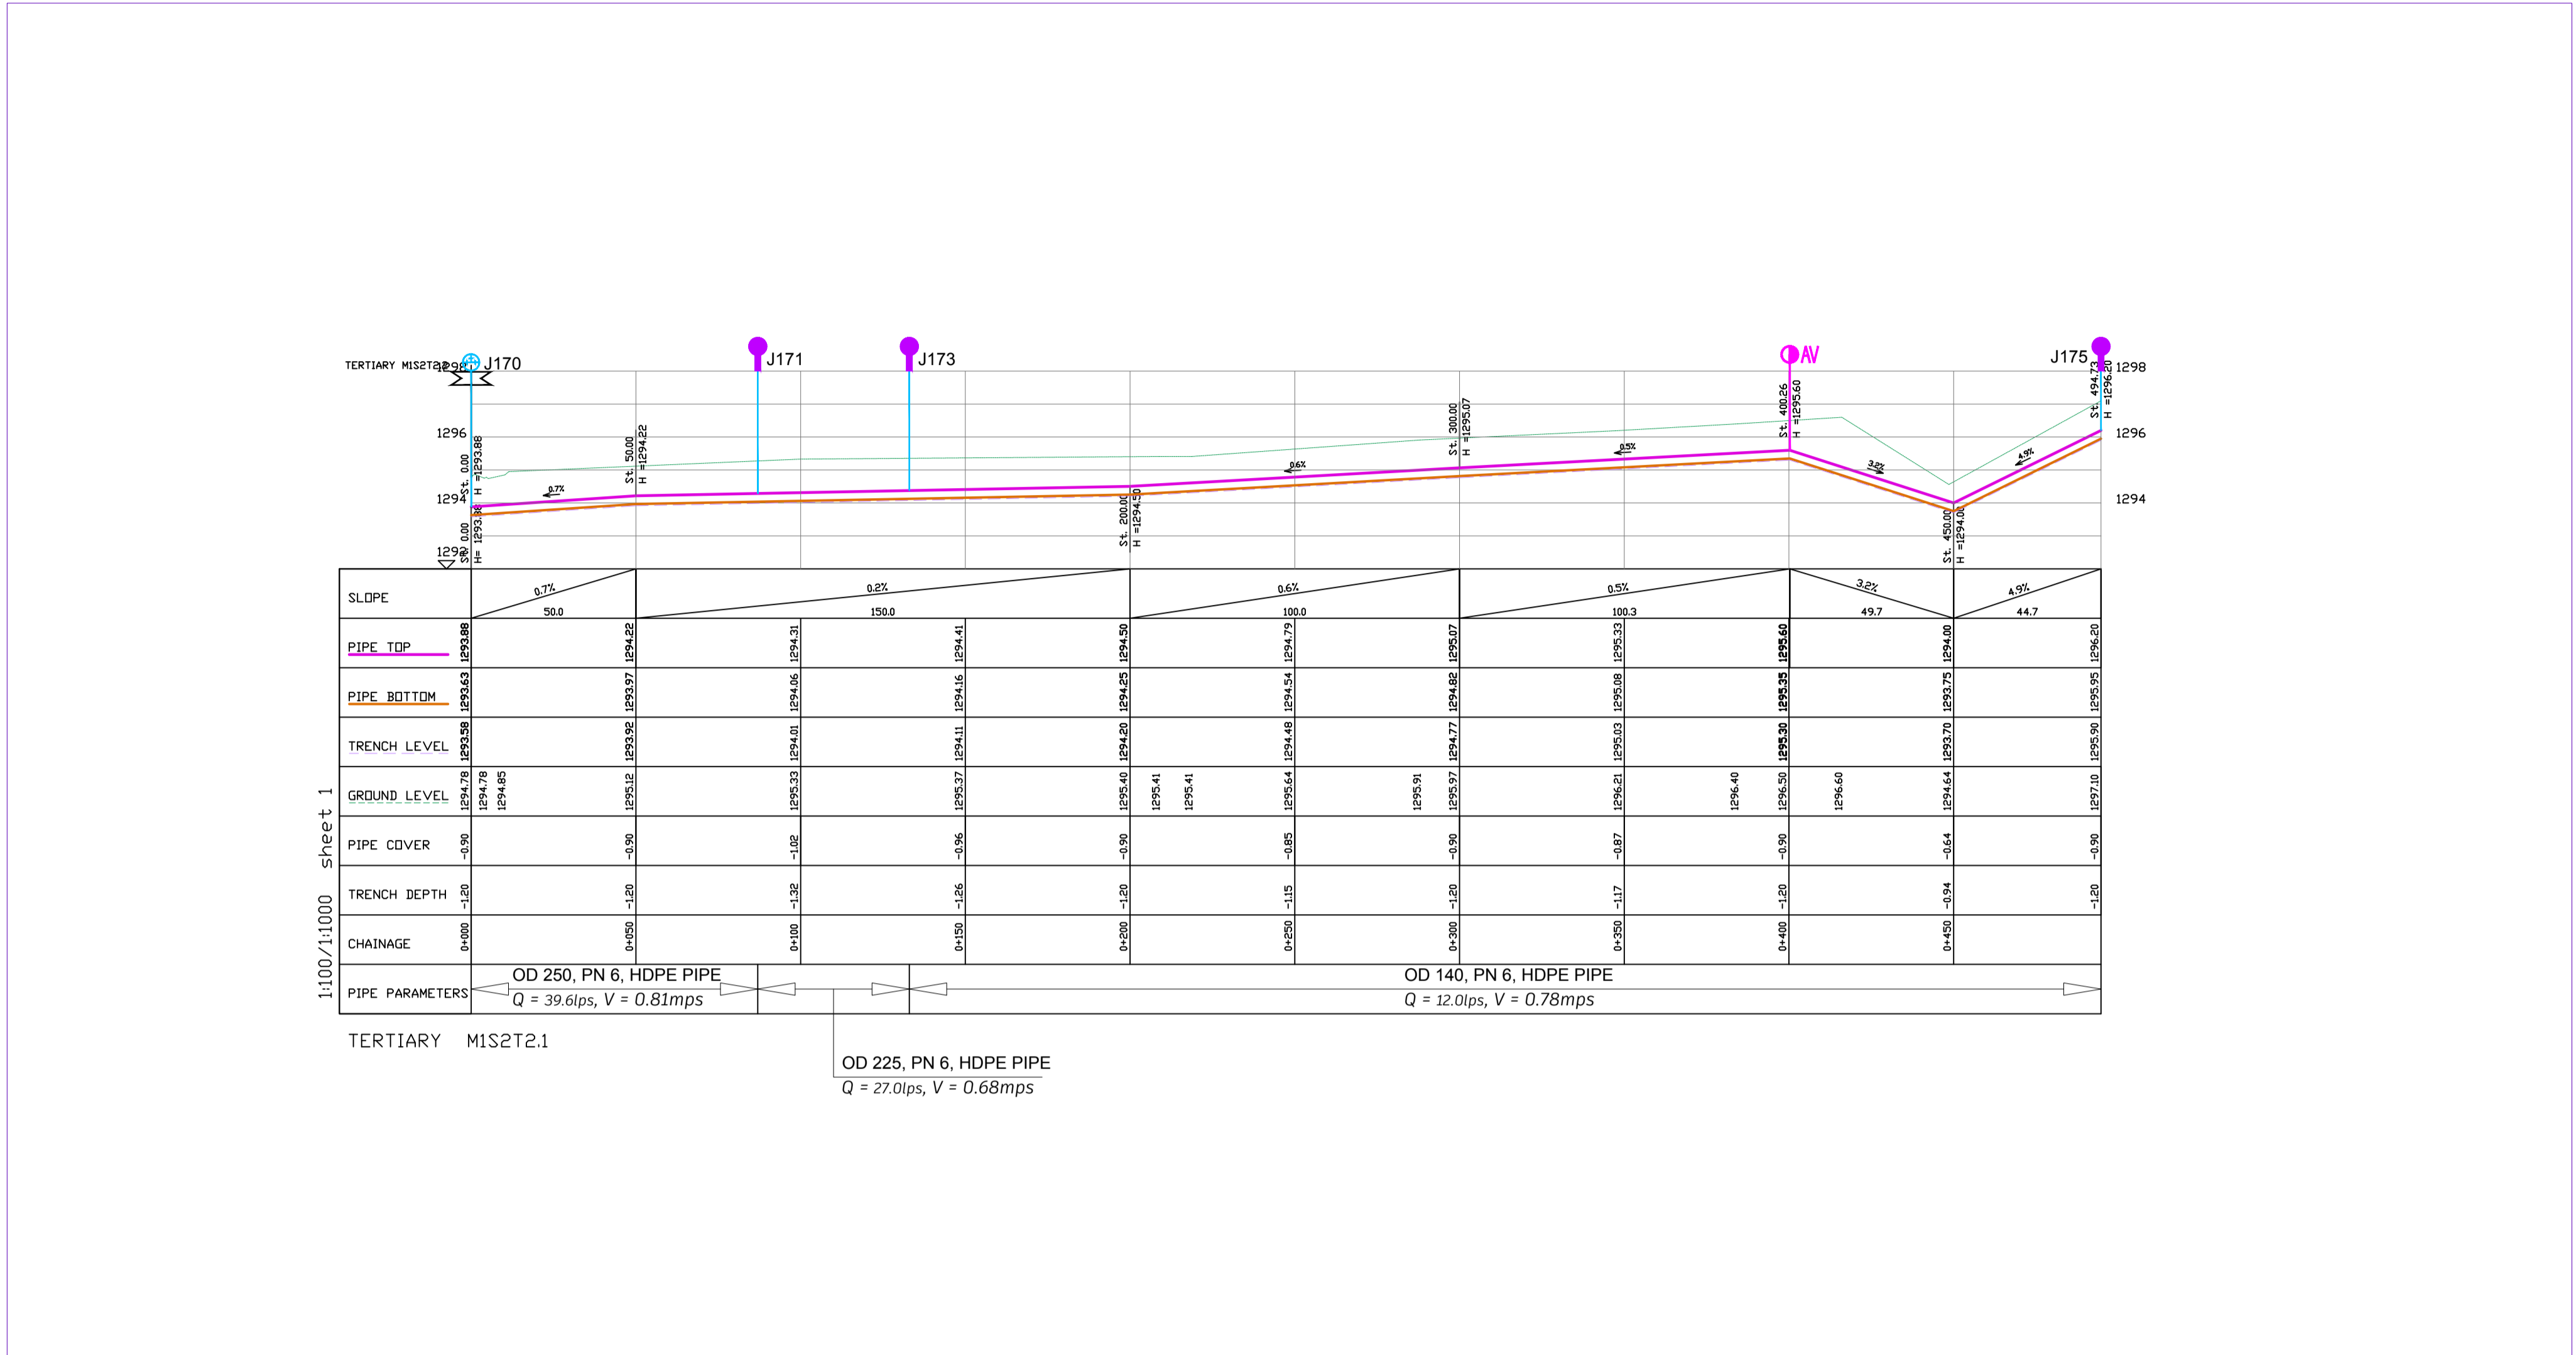 J170
J171
J173
AV
J175
TERTIARY M1S2T2.2
1298
1298
1296
1296
1294
1294
1292
St. 0.00
H =1293.88
St. 0.00
H= 1293.88
St. 50.00
H =1294.22
St. 200.00
H =1294.50
St. 300.00
H =1295.07
St. 400.26
H =1295.60
St. 450.00
H =1294.00
St. 494.73
H =1296.20
0.7%
0.6%
0.5%
3.2%
4.9%
SLOPE 0.7% 0.2% 0.6% 0.5% 3.2% 4.9%
50.0 150.0 100.0 100.3 49.7 44.7
PIPE TOP 1293.88 1294.22 1294.31 1294.41 1294.50 1294.79 1295.07 1295.33 1295.60 1294.00 1296.20
PIPE BOTTOM 1293.63 1293.97 1294.06 1294.16 1294.25 1294.54 1294.82 1295.08 1295.35 1293.75 1295.95
TRENCH LEVEL 1293.58 1293.92 1294.01 1294.11 1294.20 1294.48 1294.77 1295.03 1295.30 1293.70 1295.90
GROUND LEVEL 1294.78 1294.78 1294.85 1295.12 1295.33 1295.37 1295.40 1295.41 1295.41 1295.64 1295.91 1295.97 1296.21 1296.40 1296.50 1296.60 1294.64 1297.10
PIPE COVER -0.90 -0.90 -1.02 -0.96 -0.90 -0.85 -0.90 -0.87 -0.90 -0.64 -0.90
TRENCH DEPTH -1.20 -1.20 -1.32 -1.26 -1.20 -1.15 -1.20 -1.17 -1.20 -0.94 -1.20
CHAINAGE 0+000 0+050 0+100 0+150 0+200 0+250 0+300 0+350 0+400 0+450
PIPE PARAMETERS
OD 250, PN 6, HDPE PIPE
Q = 39.6lps, V = 0.81mps
OD 140, PN 6, HDPE PIPE
Q = 12.0lps, V = 0.78mps
OD 225, PN 6, HDPE PIPE
Q = 27.0lps, V = 0.68mps
TERTIARY M1S2T2.1
1:100/1:1000 sheet 1